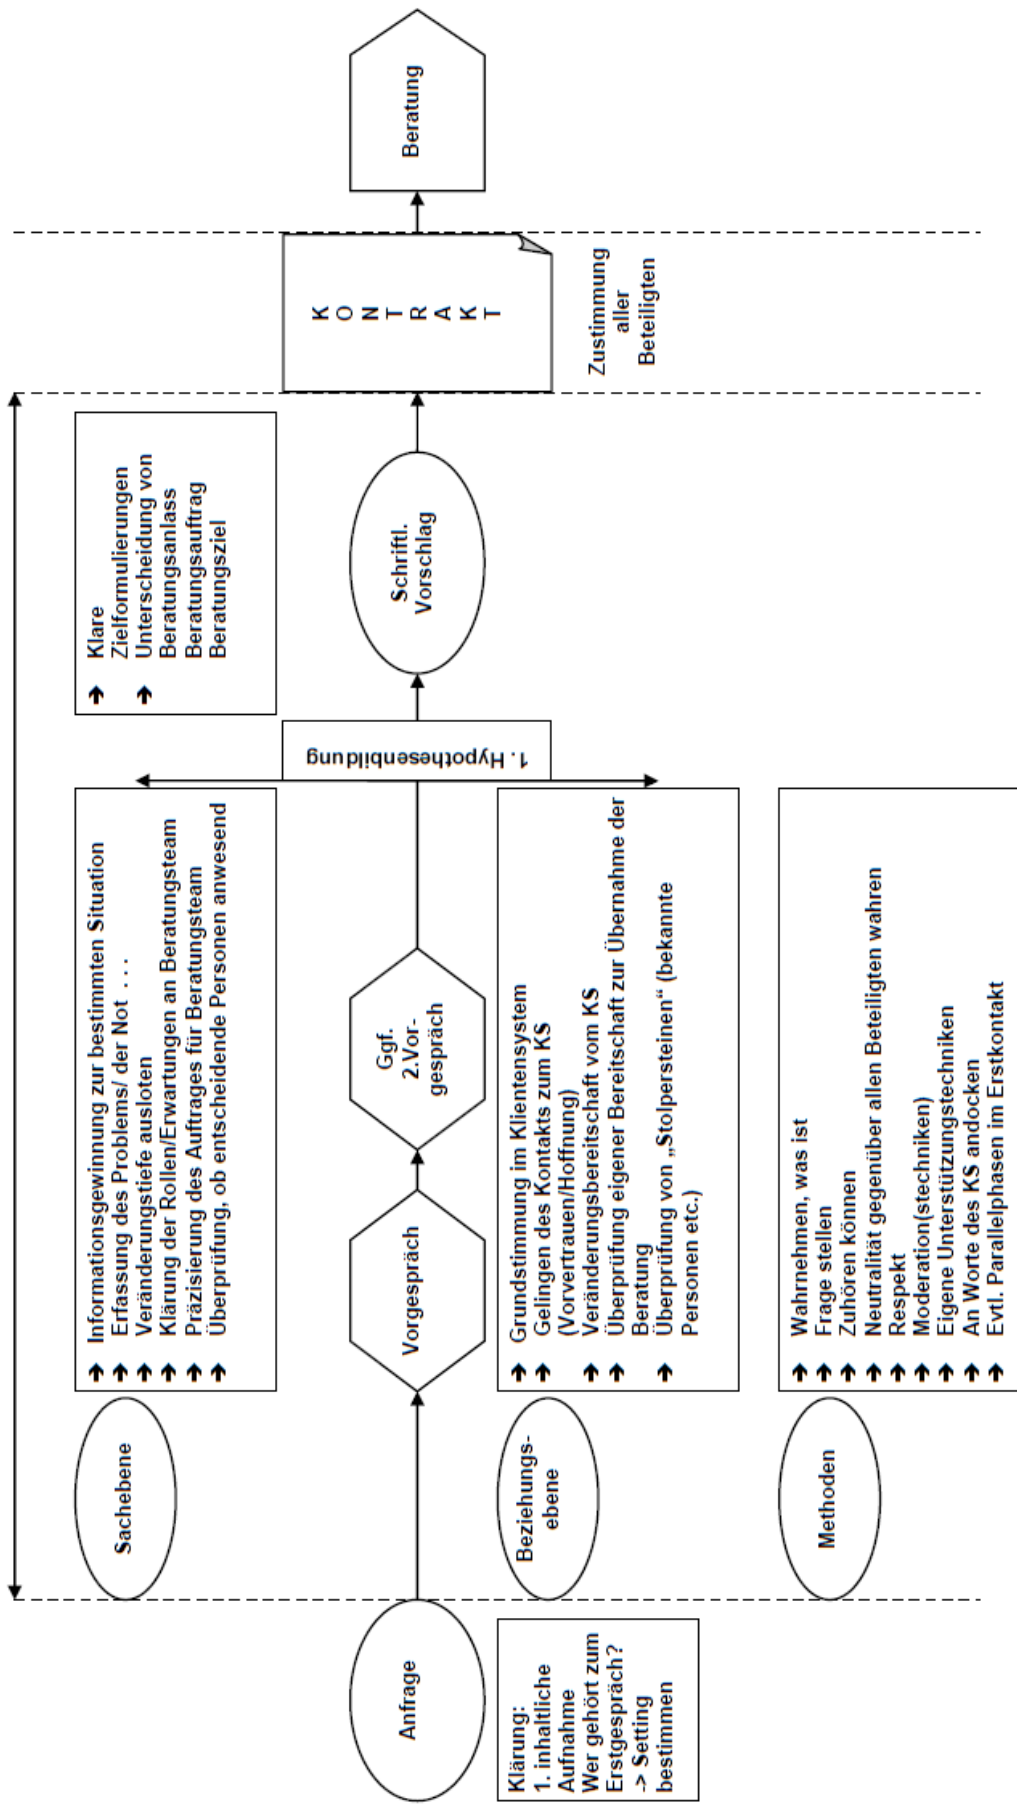 Sachebene
➔ Informationsgewinnung zur bestimmten Situation
➔ Erfassung des Problems/ der Not . . .
➔ Veränderungstiefe ausloten
➔ Klärung der Rollen/Erwartungen an Beratungsteam
➔ Präzisierung des Auftrages für Beratungsteam
➔ Überprüfung, ob entscheidende Personen anwesend
➔ Klare
Zielformulierungen
➔ Unterscheidung von
Beratungsanlass
Beratungsauftrag
Beratungsziel
Anfrage
Vorgespräch
Ggf.
2.Vor-
gespräch
1. Hypothesenbildung
Schriftl.
Vorschlag
K
O
N
T
R
A
K
T
Beratung
Klärung:
1. inhaltliche
Aufnahme
Wer gehört zum
Erstgespräch?
-> Setting
bestimmen
Beziehungs-
ebene
➔ Grundstimmung im Klientensystem
➔ Gelingen des Kontakts zum KS
(Vorvertrauen/Hoffnung)
➔ Veränderungsbereitschaft vom KS
➔ Überprüfung eigener Bereitschaft zur Übernahme der
Beratung
➔ Überprüfung von „Stolpersteinen“ (bekannte
Personen etc.)
Zustimmung
aller
Beteiligten
Methoden
➔ Wahrnehmen, was ist
➔ Frage stellen
➔ Zuhören können
➔ Neutralität gegenüber allen Beteiligten wahren
➔ Respekt
➔ Moderation(stechniken)
➔ Eigene Unterstützungstechniken
➔ An Worte des KS andocken
➔ Evtl. Parallelphasen im Erstkontakt